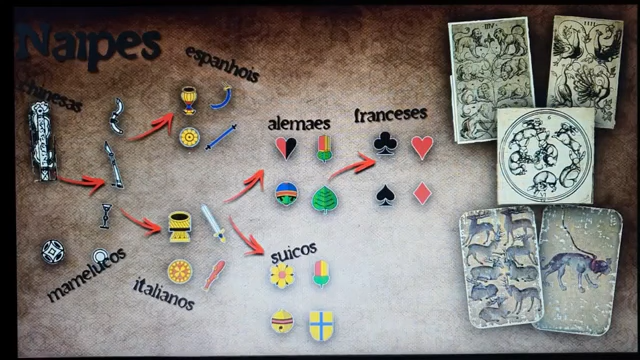 Naipes
chinesas
espanhois
alemaes
franceses
mamelucos
italianos
suicos